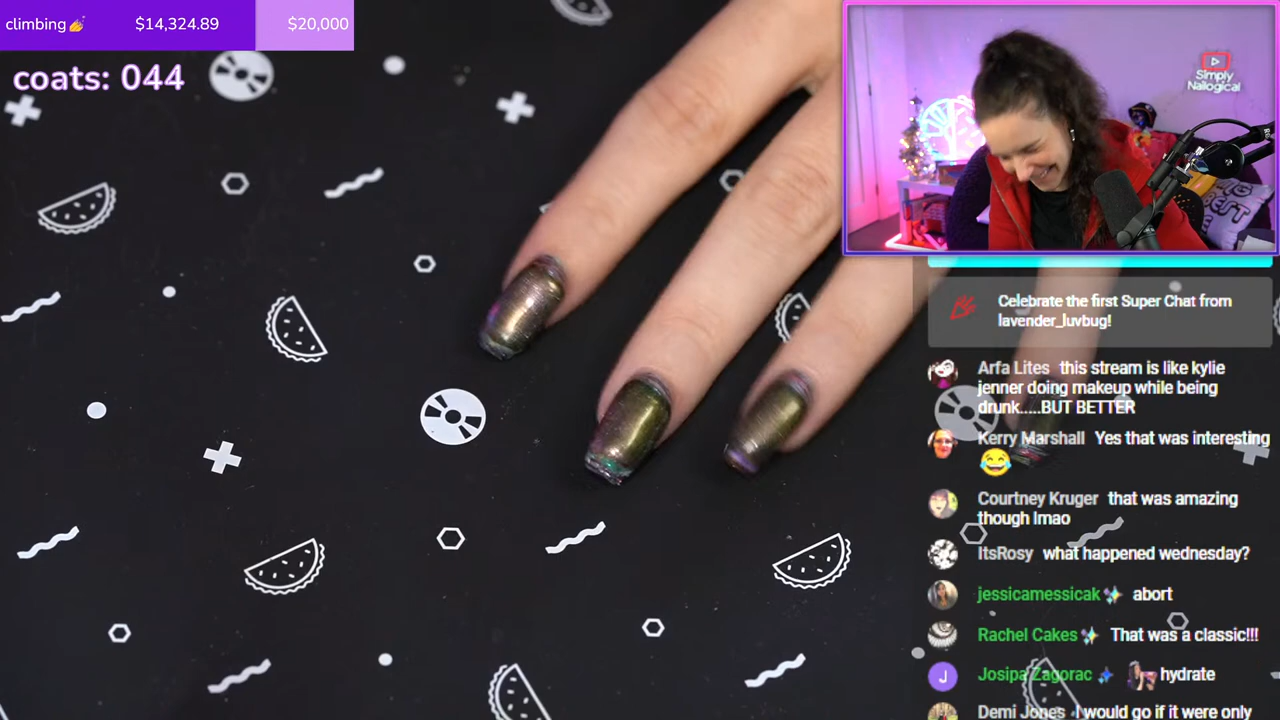 climbing💅 $14,324.89 $20,000
coats: 044
Simply
Nailogical
Celebrate the first Super Chat from
lavender_luvbug!
Arfa Lites this stream is like kylie
jenner doing makeup while being
drunk.....BUT BETTER
Kerry Marshall Yes that was interesting
😂
Courtney Kruger that was amazing
though lmao
ItsRosy what happened wednesday?
jessicamessicak abort
Rachel Cakes That was a classic!!!
J Josipa Zagorac hydrate
Demi Jones I would go if it were only